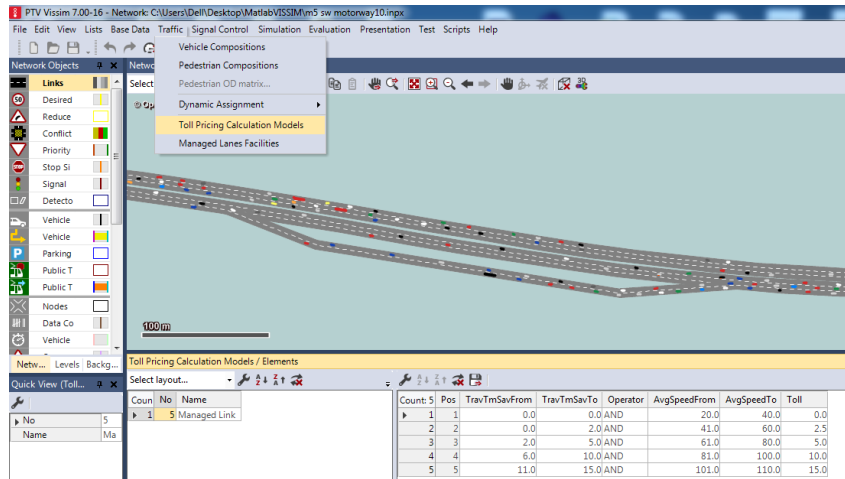 PTV Vissim 7.00-16 - Network: C:\Users\Dell\Desktop\MatlabVISSIM\m5 sw motorway10.inpx
File Edit View Lists Base Data Traffic Signal Control Simulation Evaluation Presentation Test Scripts Help
Network Objects
Netwo
Select
Vehicle Compositions
Pedestrian Compositions
Pedestrian OD matrix...
Dynamic Assignment
Toll Pricing Calculation Models
Managed Lanes Facilities
3D
Links
50 Desired
Reduce
Conflict
Priority
STOP Stop Si
Signal
Detecto
Vehicle
Vehicle
P Parking
Public T
Public T
Nodes
Data Co
Vehicle
Netw... Levels Backg...
100 m
Quick View (Toll...
No 5
Name Ma
Toll Pricing Calculation Models / Elements
Select layout...
Coun No Name
1 5 Managed Link
Count: 5 Pos TravTmSavFrom TravTmSavTo Operator AvgSpeedFrom AvgSpeedTo Toll
1 1 0.0 0.0 AND 20.0 40.0 0.0
2 2 0.0 2.0 AND 41.0 60.0 2.5
3 3 2.0 5.0 AND 61.0 80.0 5.0
4 4 6.0 10.0 AND 81.0 100.0 10.0
5 5 11.0 15.0 AND 101.0 110.0 15.0